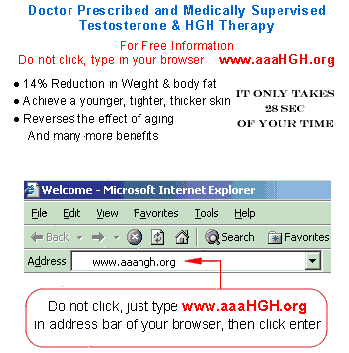 Doctor Prescribed and Medically Supervised
Testosterone & HGH Therapy
For Free Information
Do not click, type in your browser www.aaaHGH.org
● 14% Reduction in Weight & body fat
● Achieve a younger, tighter, thicker skin
● Reverses the effect of aging
And many more benefits
IT ONLY TAKES
28 SEC
OF YOUR TIME
Welcome - Microsoft Internet Explorer
File Edit View Favorites Tools Help
Back Search Favorites
Address www.aaahgh.org
Do not click, just type www.aaaHGH.org
in address bar of your browser, then click enter